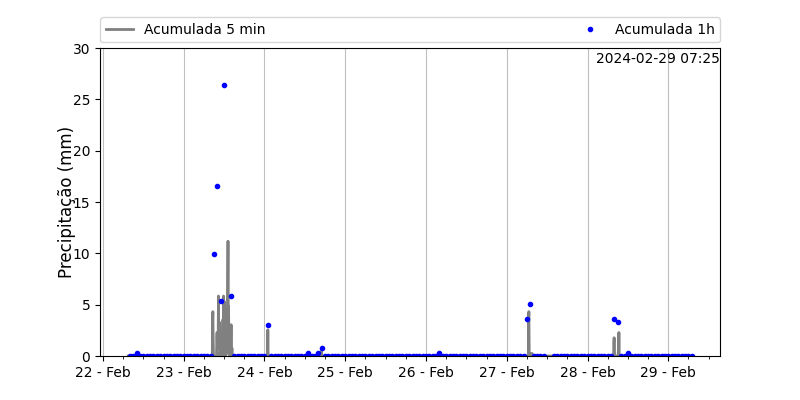 Acumulada 5 min
Acumulada 1h
2024-02-29 07:25
Precipitação (mm)
30
25
20
15
10
5
0
22 - Feb
23 - Feb
24 - Feb
25 - Feb
26 - Feb
27 - Feb
28 - Feb
29 - Feb